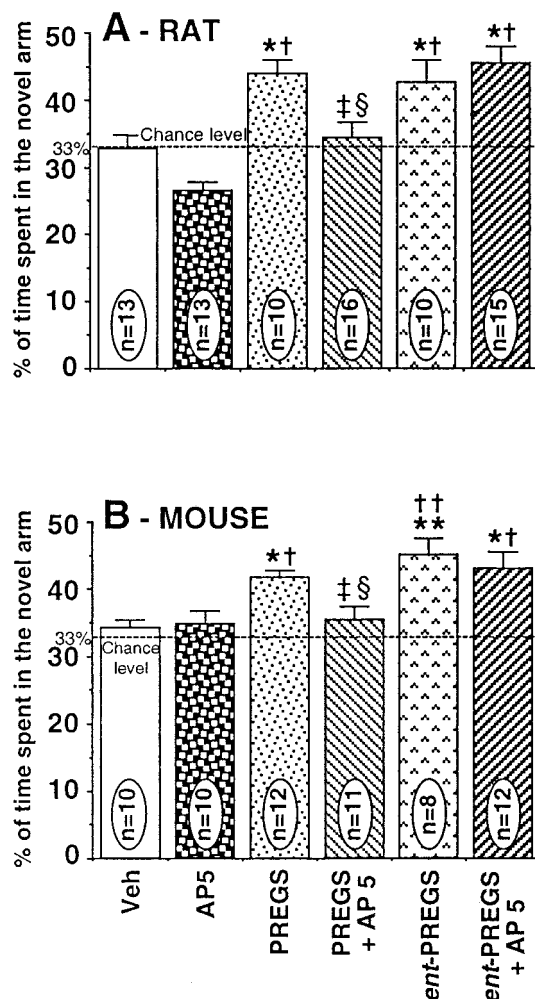 A - RAT
% of time spent in the novel arm
50
40
33%
30
20
10
0
Chance level
*†
‡§
*†
*†
n=13
n=13
n=10
n=16
n=10
n=15
B - MOUSE
% of time spent in the novel arm
50
40
33%
30
20
10
0
Chance
level
*†
‡§
††
**
*†
n=10
n=10
n=12
n=11
n=8
n=12
Veh
AP5
PREGS
PREGS
+ AP 5
ent-PREGS
ent-PREGS
+ AP 5